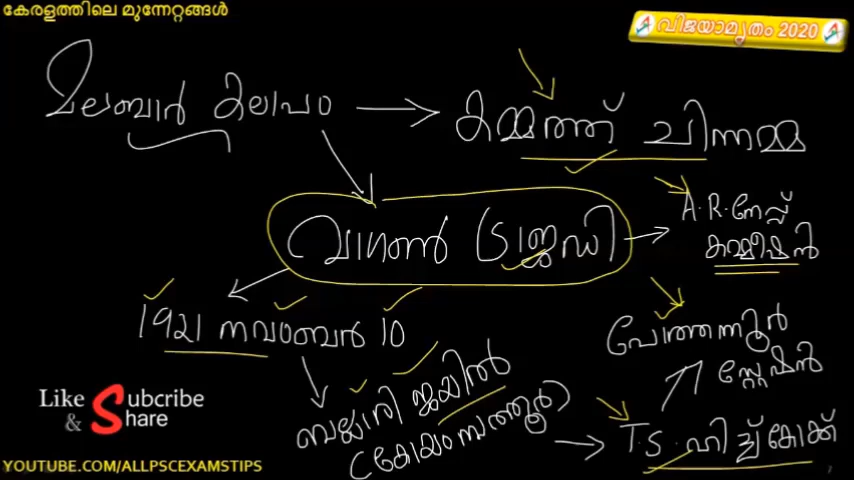 കേരളത്തിലെ മുന്നേറ്റങ്ങൾ
വിജയാമൃതം 2020
മലബാർ കലാപം → കമ്മത്ത് ചിന്നമ്മ
വാഗൺ ട്രാജഡി
A.R.നേപ്പ്
കമ്മീഷൻ
1921 നവംബർ 10
പോത്തന്നൂർ
സ്റ്റേഷൻ
ബല്ലാരി ജയിൽ
(കോയമ്പത്തൂർ)
T.S.ഹിച്ച്കോക്ക്
Like Subcribe
& Share
YOUTUBE.COM/ALLPSCEXAMSTIPS